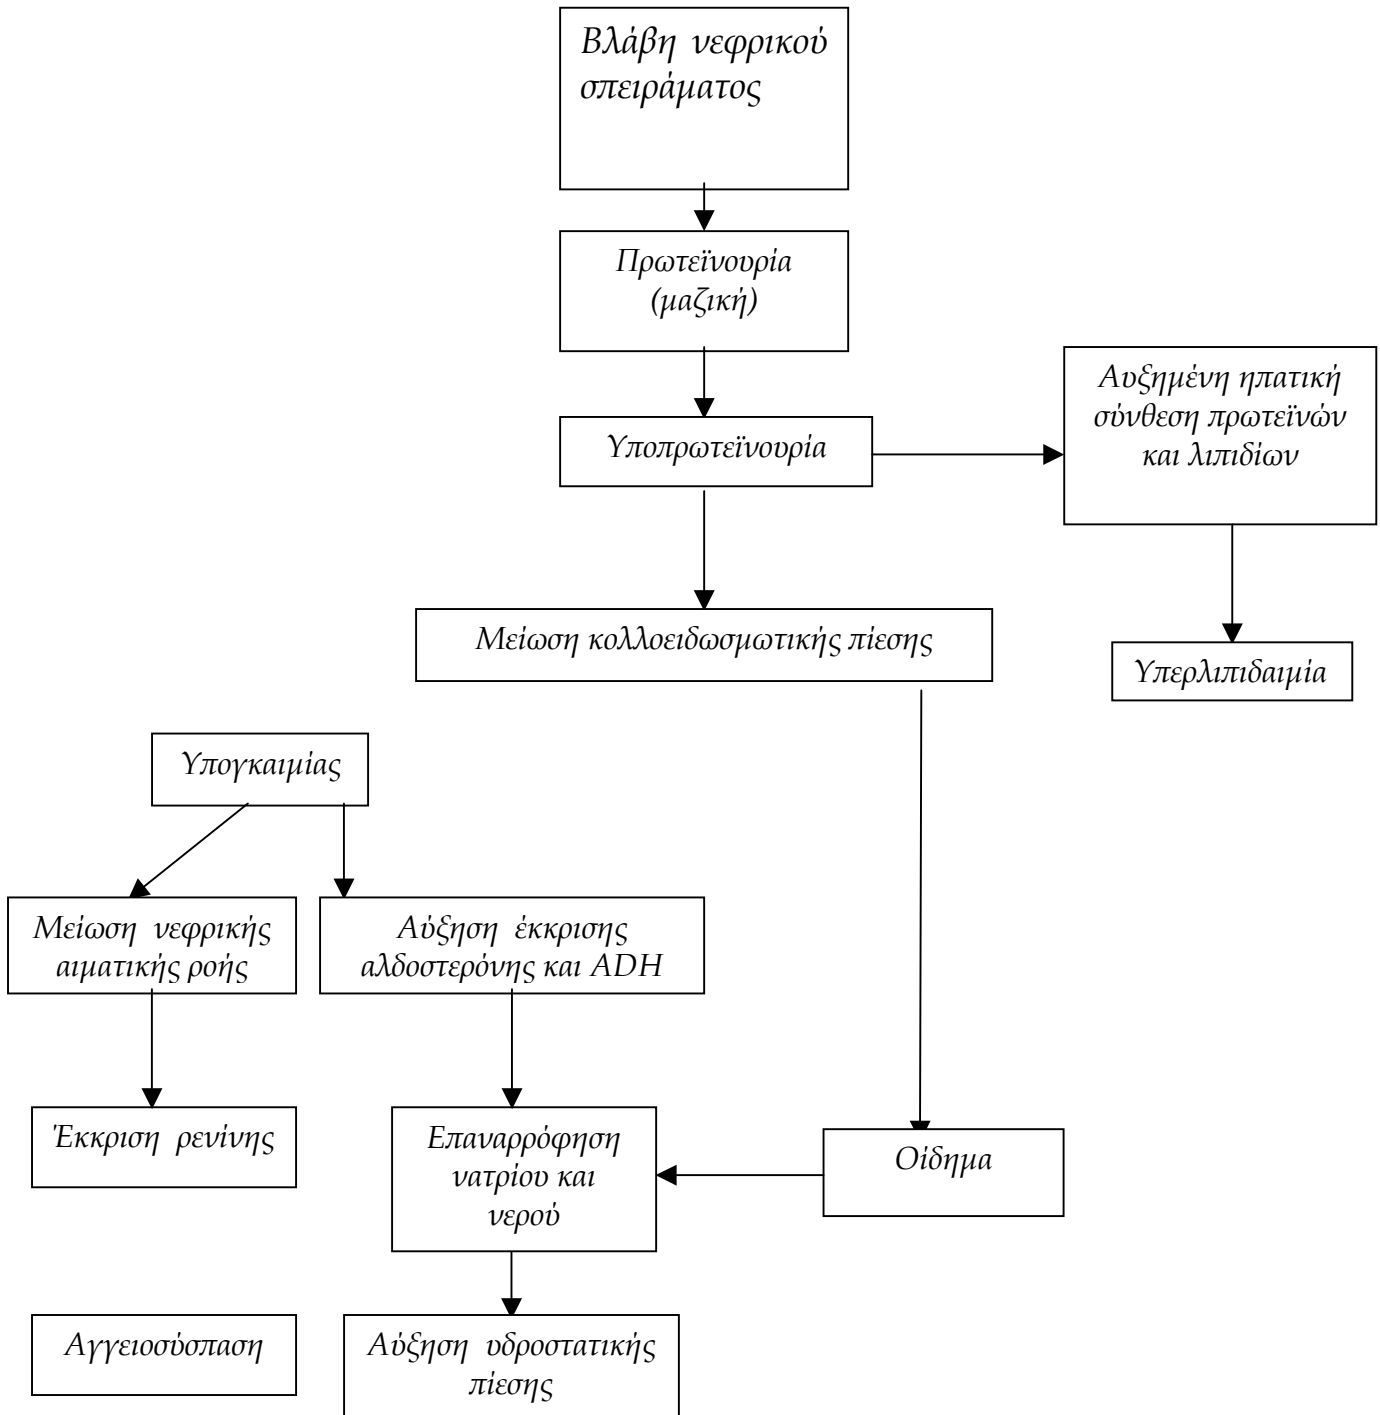 Βλάβη νεφρικού
σπειράματος
Πρωτεϊνουρία
(μαζική)
Αυξημένη ηπατική
σύνθεση πρωτεϊνών
και λιπιδίων
Υποπρωτεϊνουρία
Μείωση κολλοειδωσμωτικής πίεσης
Υπερλιπιδαιμία
Υπογκαιμίας
Μείωση νεφρικής
αιματικής ροής
Αύξηση έκκρισης
αλδοστερόνης και ADH
Έκκριση ρενίνης
Επαναρρόφηση
νατρίου και
νερού
Οίδημα
Αγγειοσύσπαση
Αύξηση υδροστατικής
πίεσης